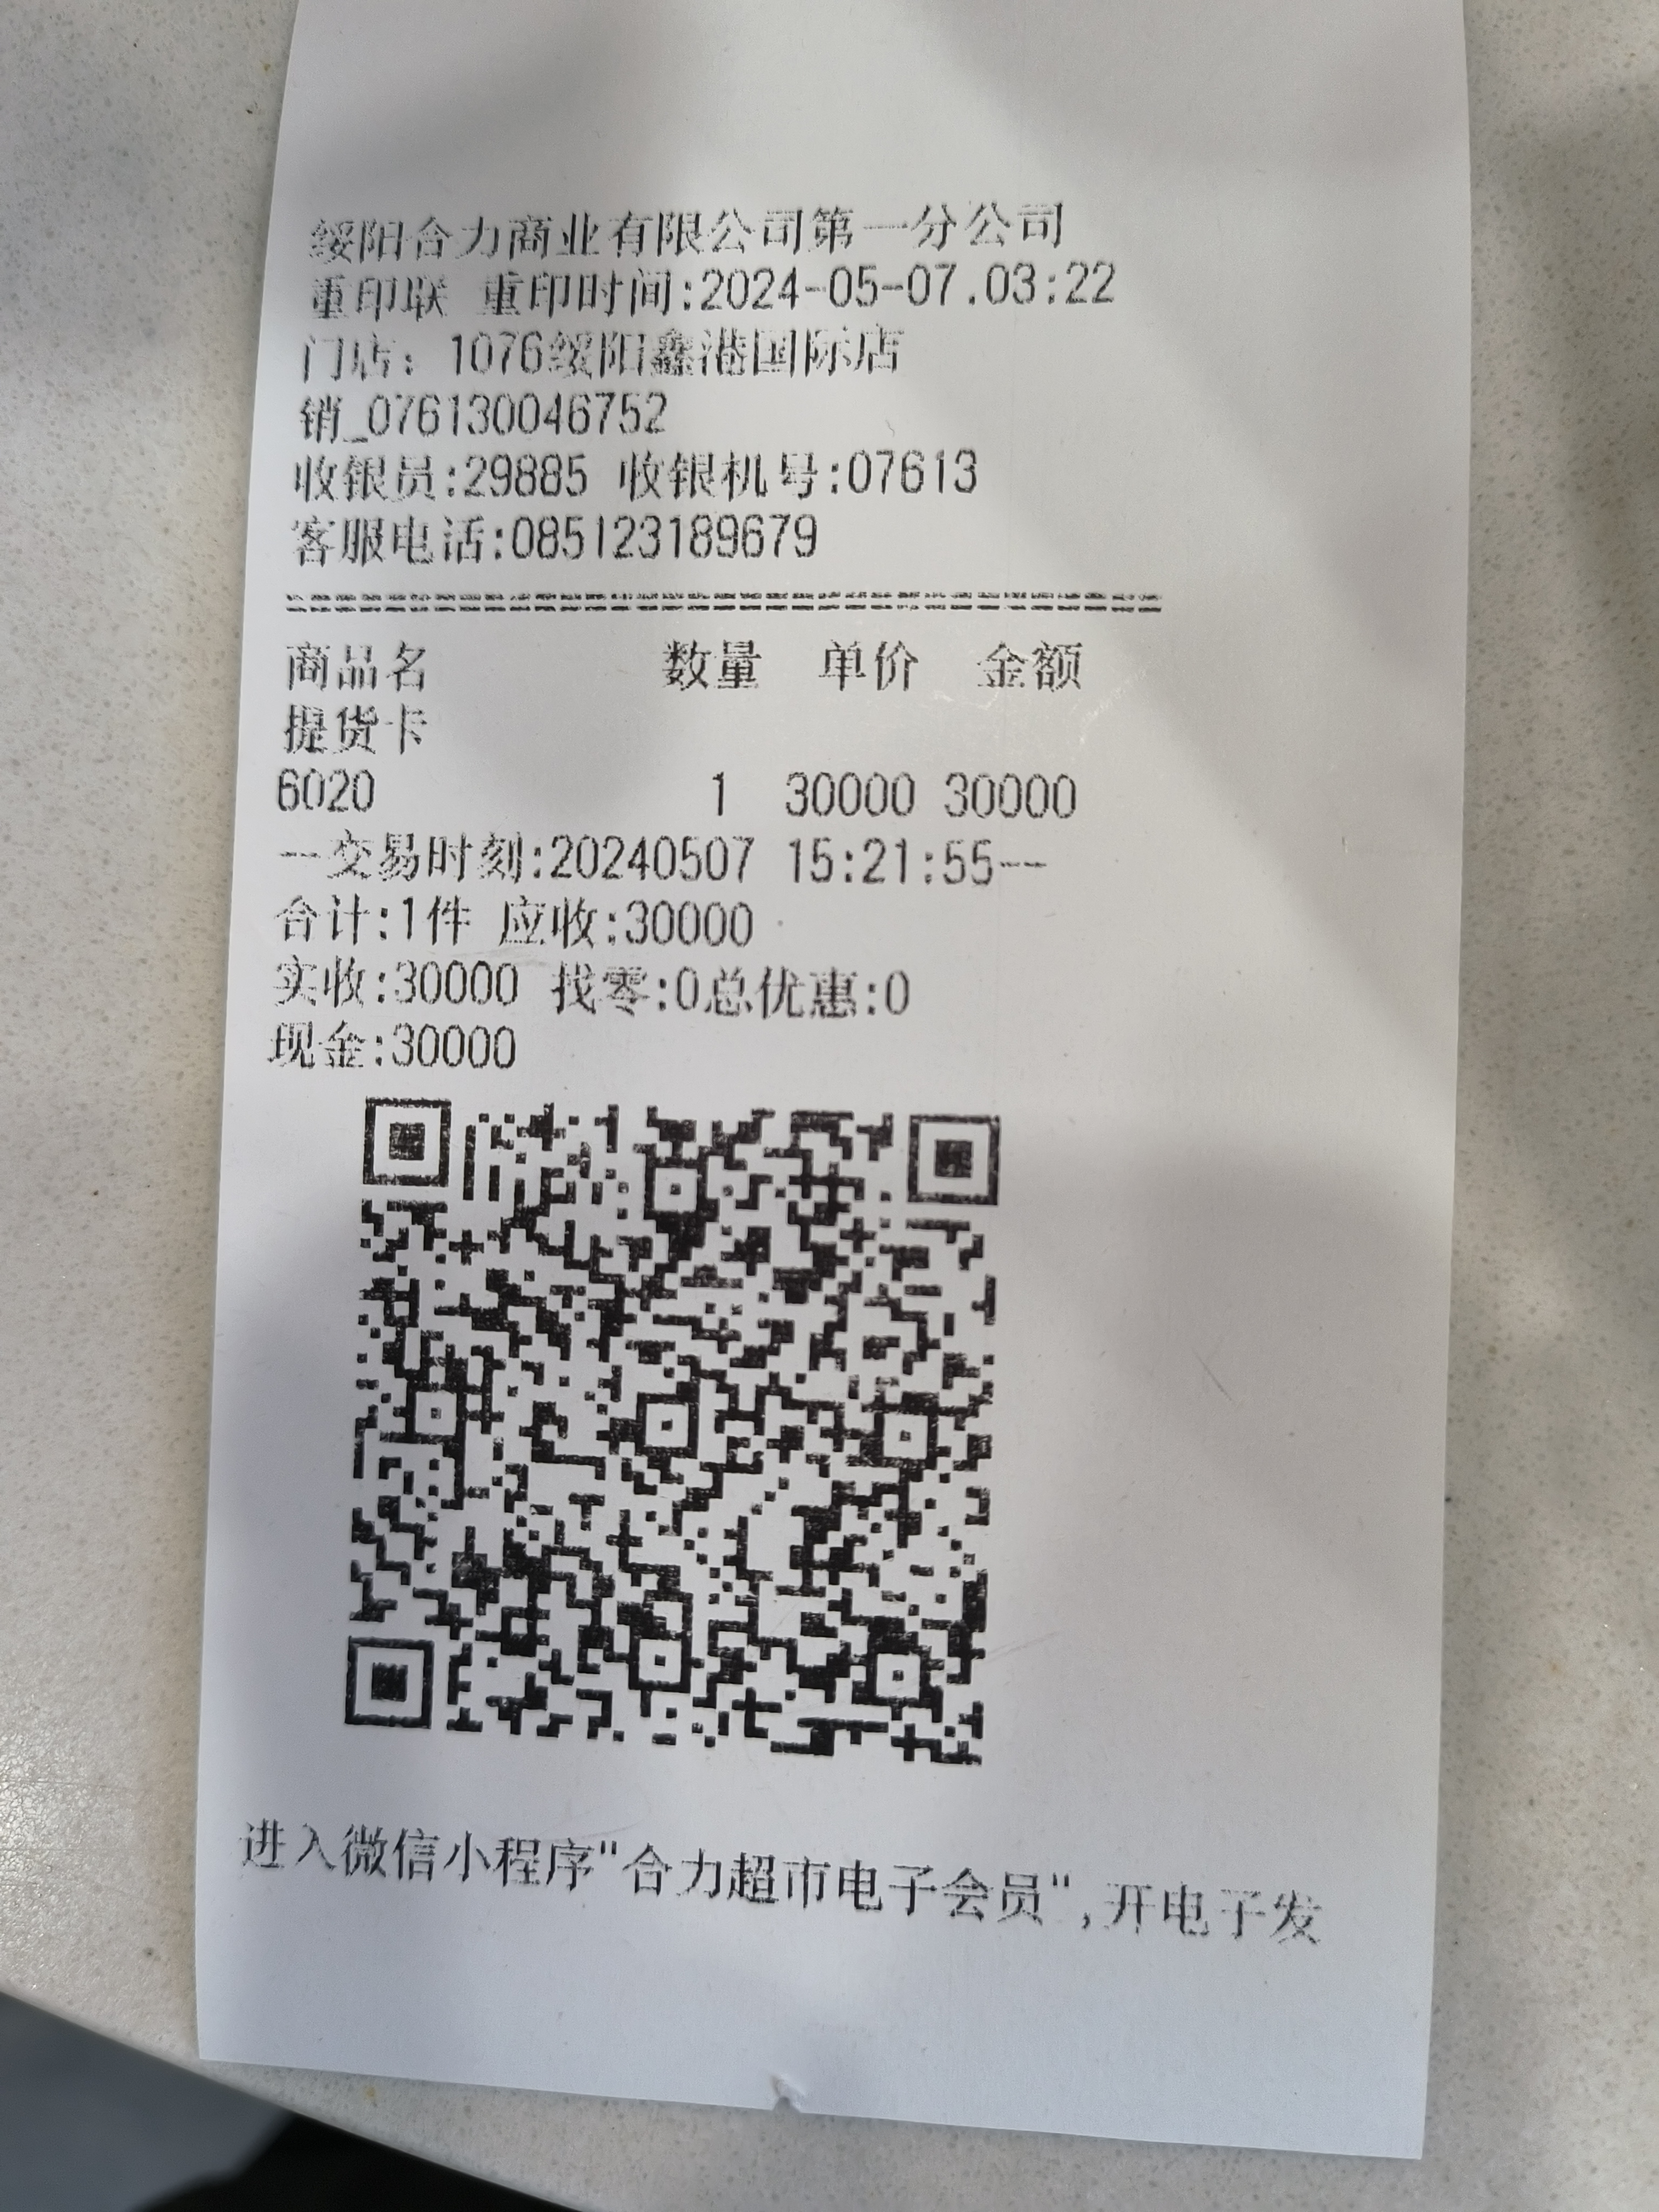 绥阳合力商业有限公司第一分公司
重印联 重印时间:2024-05-07.03:22
门店: 1076绥阳鑫港国际店
销_076130046752
收银员:29885 收银机号:07613
客服电话:085123189679
商品名 数量 单价 金额
提货卡
6020 1 30000 30000
--交易时刻:20240507 15:21:55--
合计:1件 应收:30000
实收:30000 找零:0总优惠:0
现金:30000
进入微信小程序"合力超市电子会员",开电子发